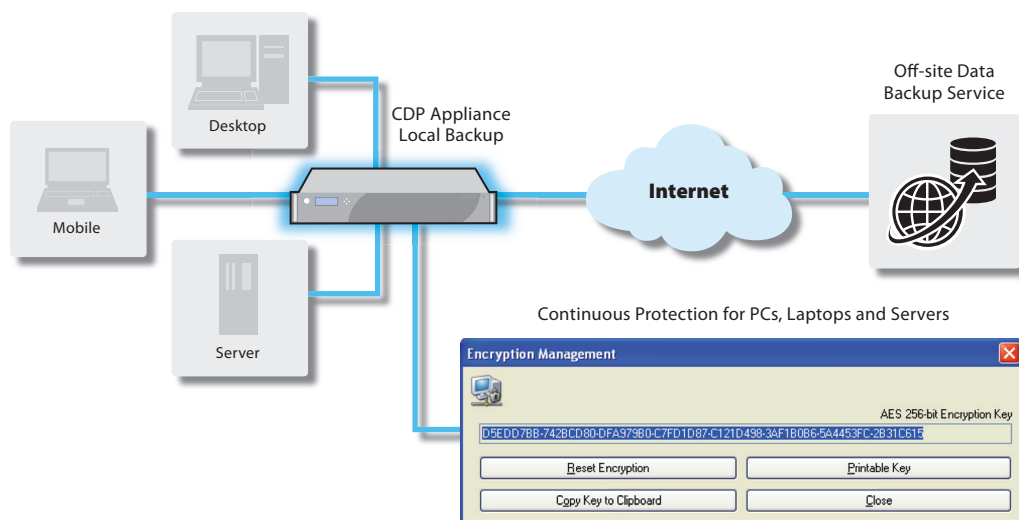 Desktop
CDP Appliance
Local Backup
Off-site Data
Backup Service
Mobile
Internet
Server
Continuous Protection for PCs, Laptops and Servers
Encryption Management
AES 256-bit Encryption Key
D5EDD7BB-742BCD80-DFA979B0-C7FD1D87-C121D498-3AF1B0B6-5A4453FC-2B31C615
Reset Encryption
Printable Key
Copy Key to Clipboard
Close